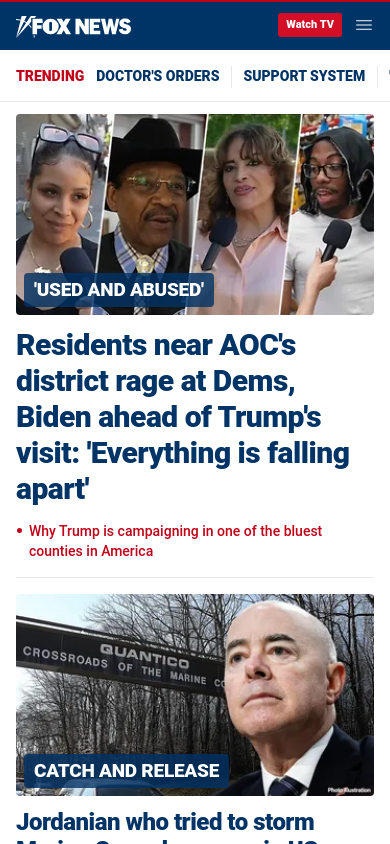 FOX NEWS
Watch TV
TRENDING DOCTOR'S ORDERS SUPPORT SYSTEM
'USED AND ABUSED'
Residents near AOC's
district rage at Dems,
Biden ahead of Trump's
visit: 'Everything is falling
apart'
Why Trump is campaigning in one of the bluest
counties in America
QUANTICO
CROSSROADS OF THE MARINE CO
CATCH AND RELEASE
Photo Illustration
Jordanian who tried to storm